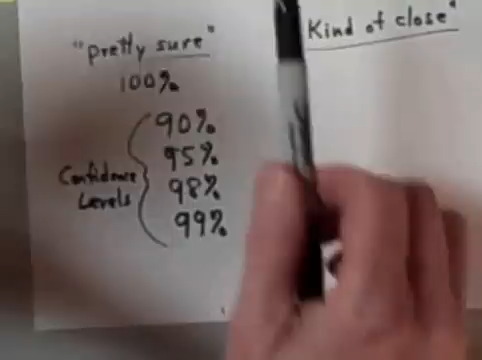 "pretty sure"
100%
90%
95%
98%
99%
Confidence
Levels
Kind of close"